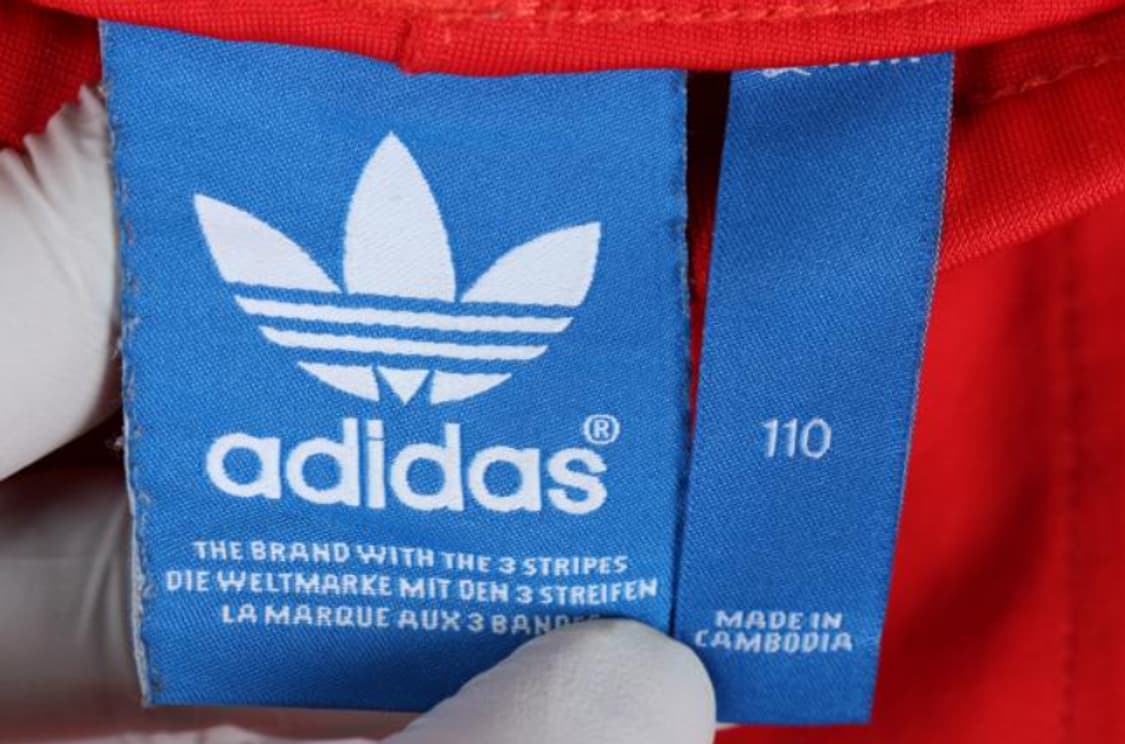 adidas®
THE BRAND WITH THE 3 STRIPES
DIE WELTMARKE MIT DEN 3 STREIFEN
LA MARQUE AUX 3
110
MADE IN
CAMBODIA